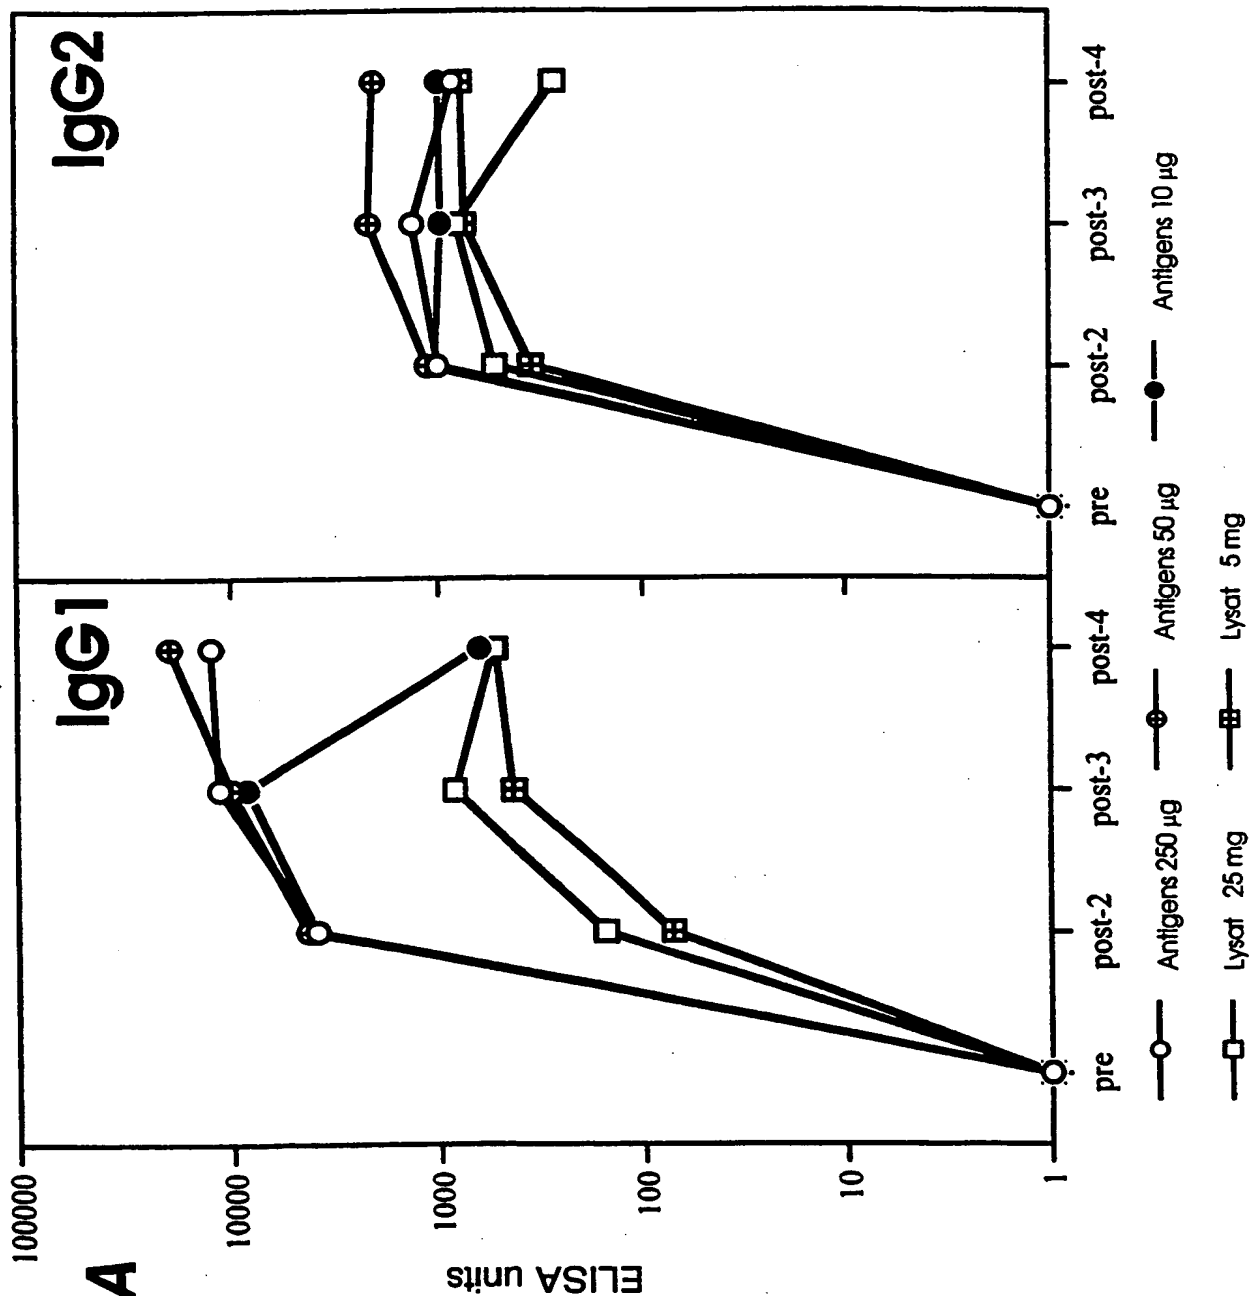 A
IgG1
IgG2
ELISA units
100000
10000
1000
100
10
1
pre post-2 post-3 post-4 pre post-2 post-3 post-4
Antigens 250 µg Antigens 50 µg Antigens 10 µg
Lysat 25 mg Lysat 5 mg